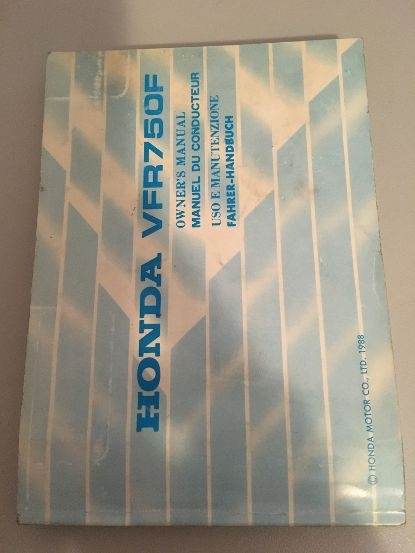 HONDA VFR750F
OWNER'S MANUAL
MANUEL DU CONDUCTEUR
USO E MANUTENZIONE
FAHRER-HANDBUCH
© HONDA MOTOR CO., LTD. 1988